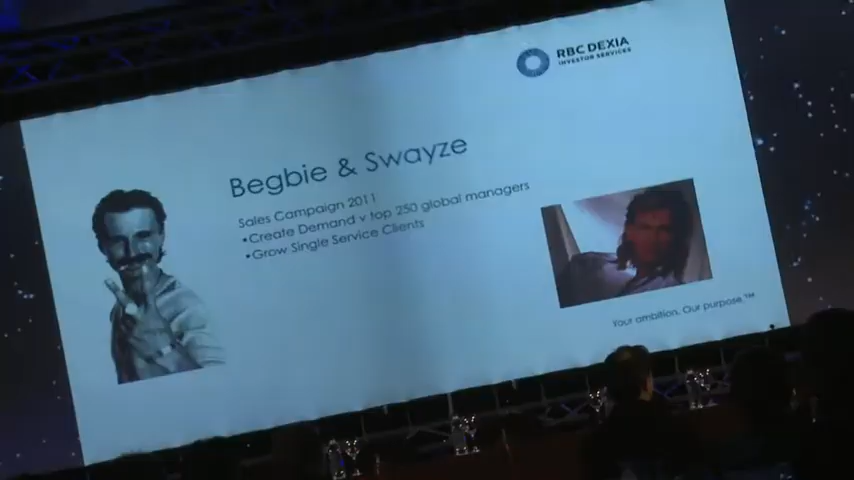 RBC DEXIA
INVESTOR SERVICES
Begbie & Swayze
Sales Campaign 2011
•Create Demand v top 250 global managers
•Grow Single Service Clients
Your ambition. Our purpose.™